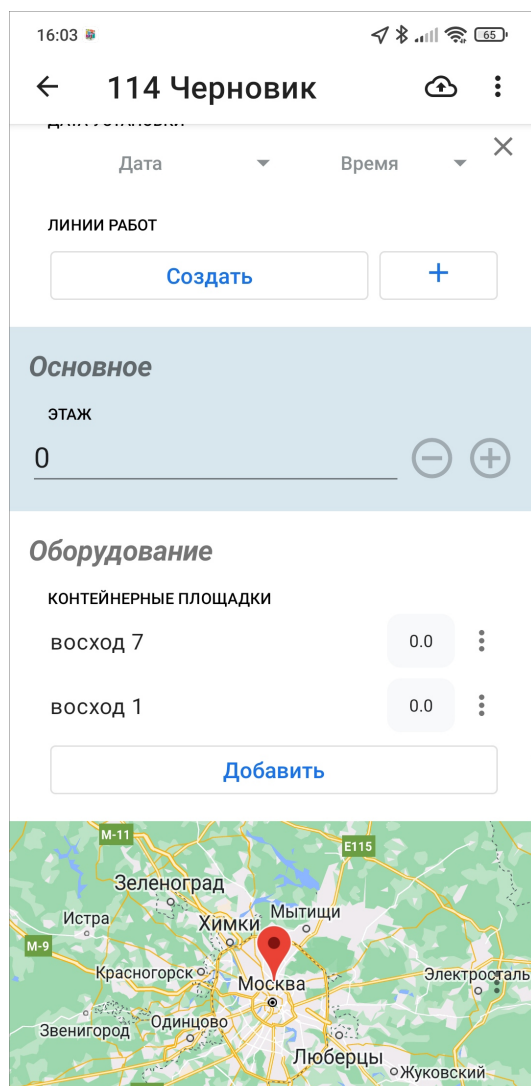 16:03
65
114 Черновик
ДАТА УСТАНОВКИ
Дата
Время
ЛИНИИ РАБОТ
Создать
+
Основное
ЭТАЖ
0
Оборудование
КОНТЕЙНЕРНЫЕ ПЛОЩАДКИ
восход 7 0.0
восход 1 0.0
Добавить
M-11
E115
Зеленоград
Истра
Химки
Мытищи
M-9
Красногорск
Москва
Электросталь
Звенигород
Одинцово
Люберцы
Жуковский